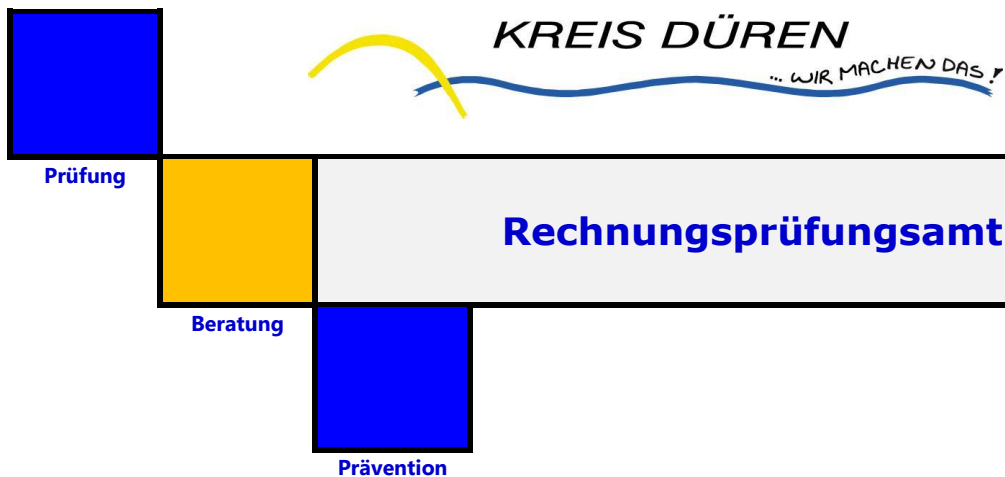 KREIS DÜREN
... WIR MACHEN DAS !
Prüfung
Rechnungsprüfungsamt
Beratung
Prävention